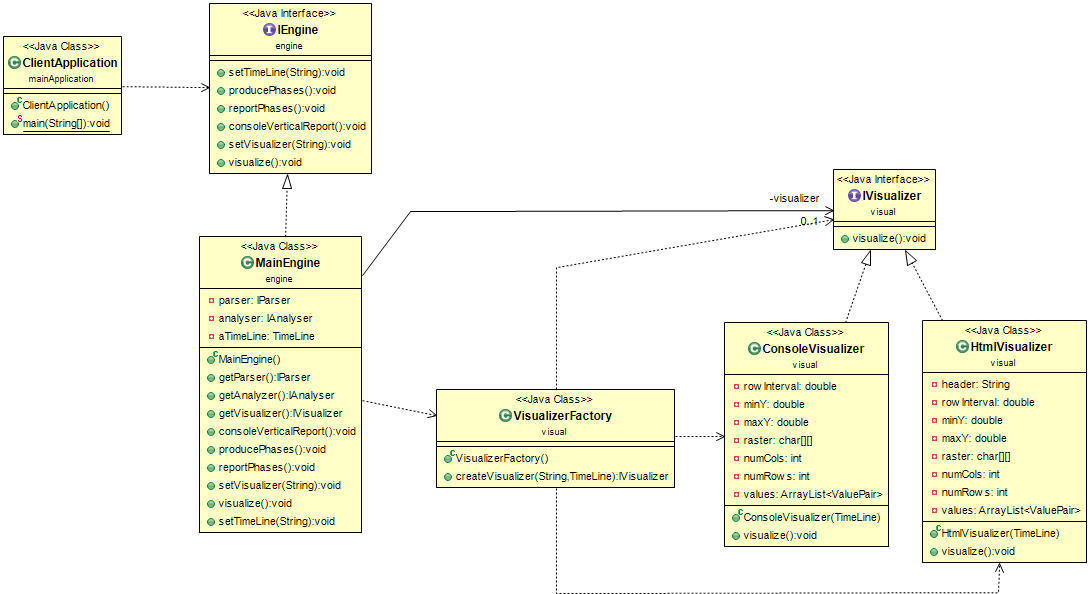 <<Java Class>>
ClientApplication
mainApplication
ClientApplication()
main(String[]):void
<<Java Interface>>
IEngine
engine
setTimeLine(String):void
producePhases():void
reportPhases():void
consoleVerticalReport():void
setVisualizer(String):void
visualize():void
<<Java Class>>
MainEngine
engine
parser: IParser
analyser: IAnalyser
aTimeLine: TimeLine
MainEngine()
getParser():IParser
getAnalyzer():IAnalyser
getVisualizer():IVisualizer
consoleVerticalReport():void
producePhases():void
reportPhases():void
setVisualizer(String):void
visualize():void
setTimeLine(String):void
-visualizer
0..1
<<Java Interface>>
IVisualizer
visual
visualize():void
<<Java Class>>
VisualizerFactory
visual
VisualizerFactory()
createVisualizer(String,TimeLine):IVisualizer
<<Java Class>>
ConsoleVisualizer
visual
rowInterval: double
minY: double
maxY: double
raster: char[][]
numCols: int
numRows: int
values: ArrayList<ValuePair>
ConsoleVisualizer(TimeLine)
visualize():void
<<Java Class>>
HtmlVisualizer
visual
header: String
rowInterval: double
minY: double
maxY: double
raster: char[][]
numCols: int
numRows: int
values: ArrayList<ValuePair>
HtmlVisualizer(TimeLine)
visualize():void